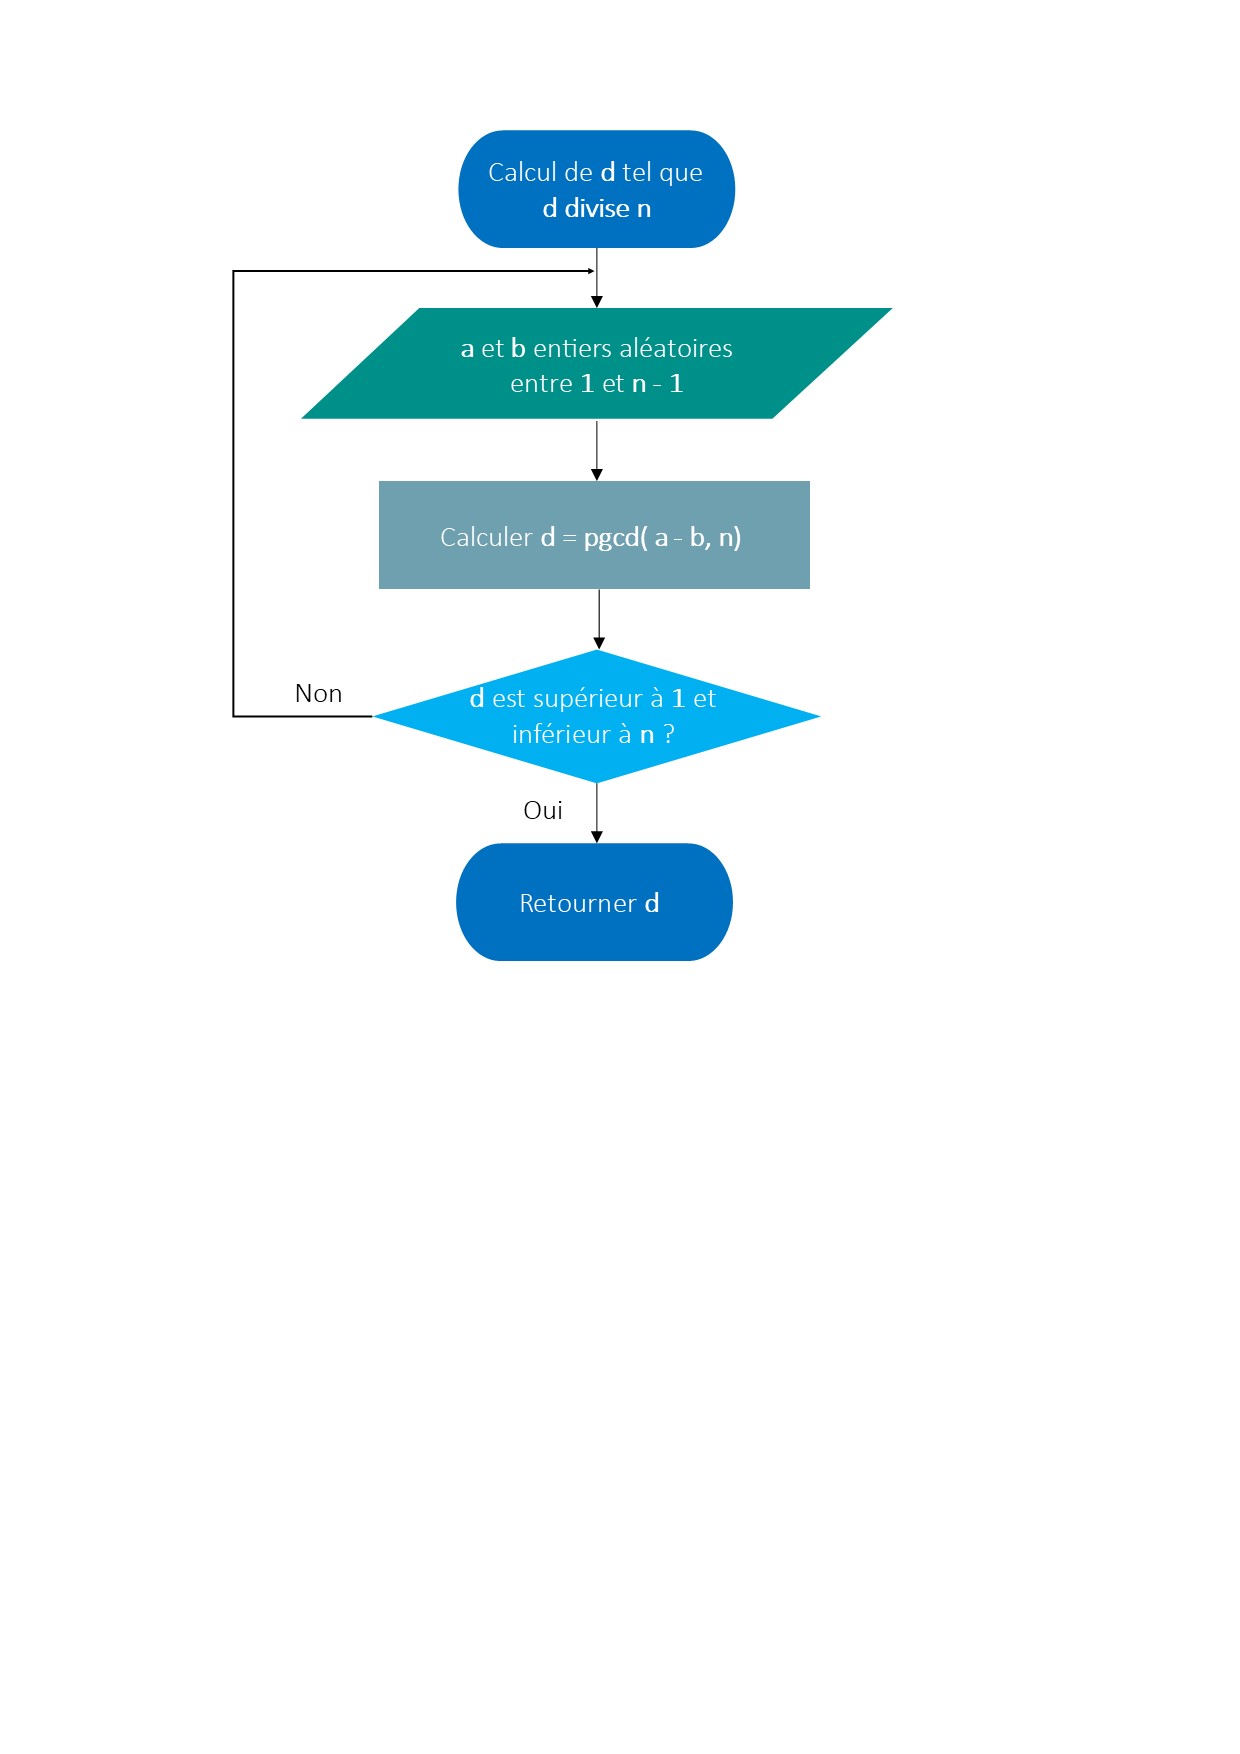 Calcul de d tel que
d divise n
a et b entiers aléatoires
entre 1 et n - 1
Calculer d = pgcd( a - b, n)
Non
d est supérieur à 1 et
inférieur à n ?
Oui
Retourner d